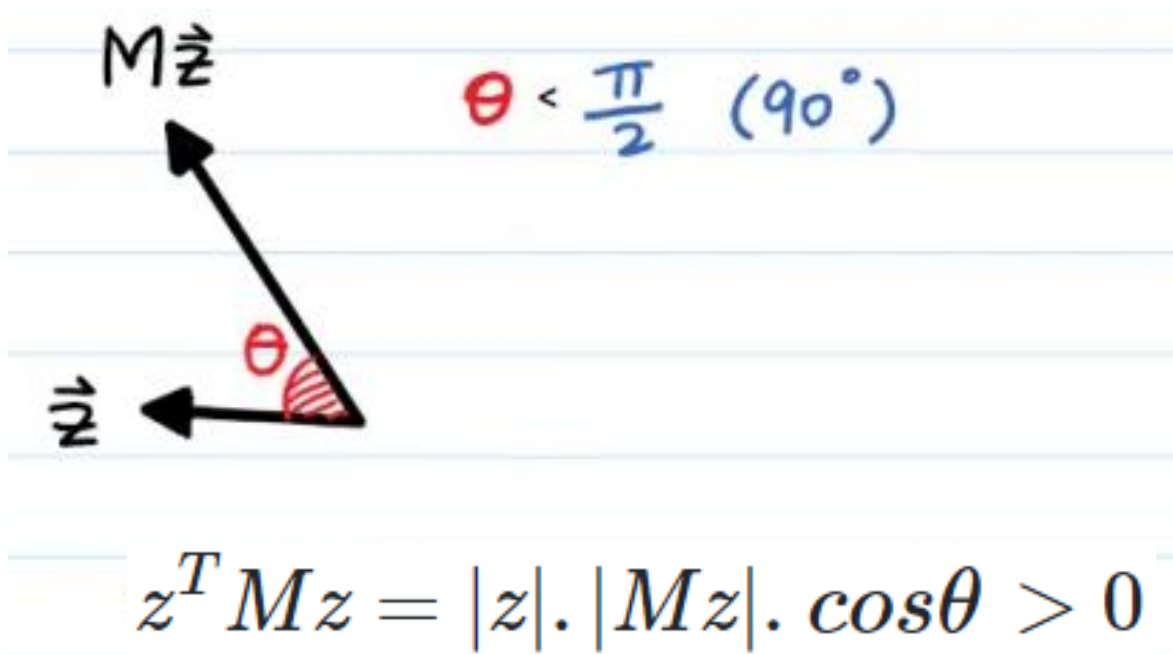 Mz⃗
θ < π/2 (90°)
θ
z⃗
z^T Mz = |z|. |Mz|. cosθ > 0